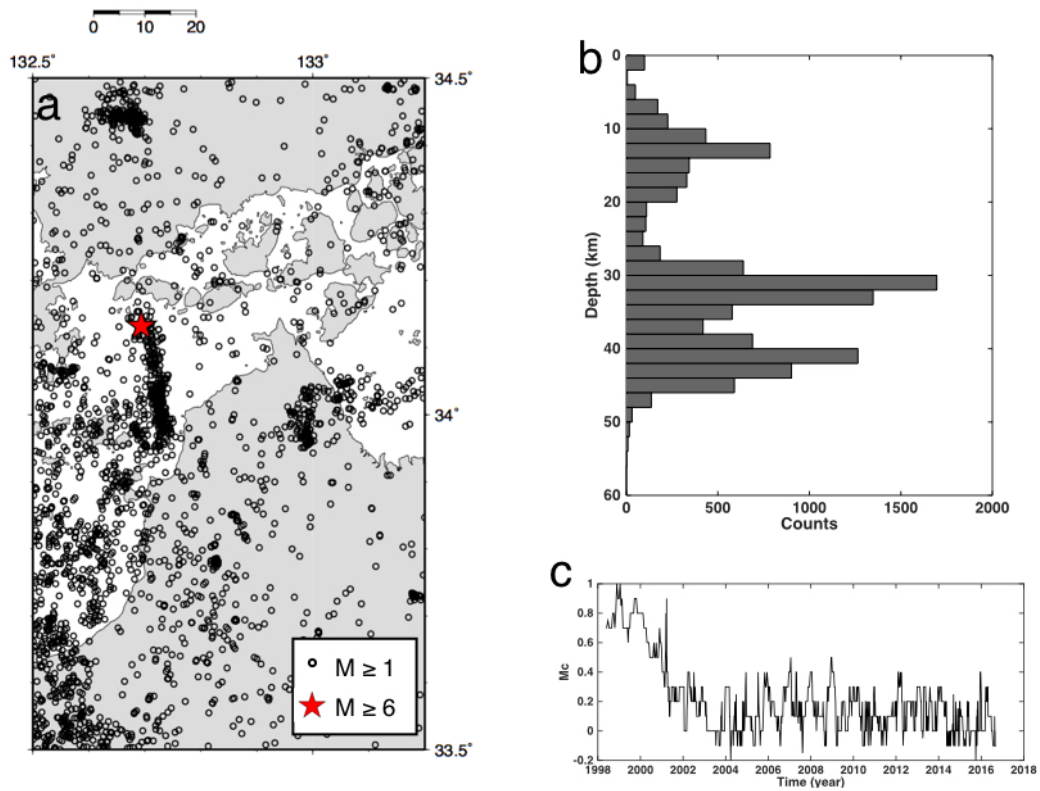 0 10 20
132.5˚ 133˚
34.5˚
a
34˚
33.5˚
M ≥ 1
M ≥ 6
b
0
10
20
30
40
50
60
Depth (km)
0 500 1000 1500 2000
Counts
c
1
0.8
0.6
0.4
0.2
0
-0.2
Mc
1998 2000 2002 2004 2006 2008 2010 2012 2014 2016 2018
Time (year)